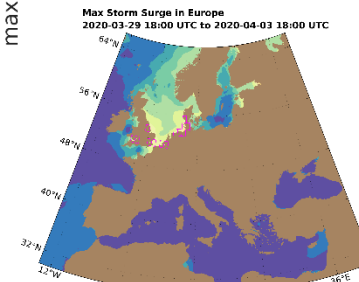 max
Max Storm Surge in Europe
2020-03-29 18:00 UTC to 2020-04-03 18:00 UTC
64°N
56°N
48°N
40°N
32°N
12°W
36°E